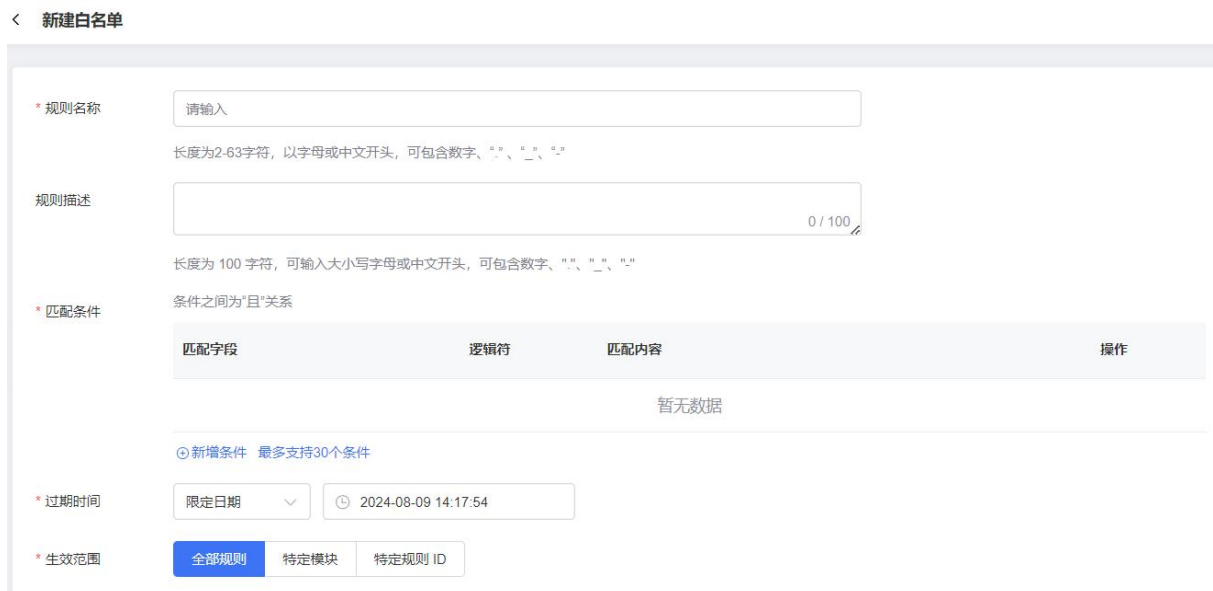 新建白名单
* 规则名称
请输入
长度为2-63字符，以字母或中文开头，可包含数字、“.”、“_”、“-”
规则描述
0 / 100
长度为 100 字符，可输入大小写字母或中文开头，可包含数字、"."、"_"、"-"
* 匹配条件
条件之间为“且”关系
匹配字段 逻辑符 匹配内容 操作
暂无数据
新增条件 最多支持30个条件
* 过期时间
限定日期 2024-08-09 14:17:54
* 生效范围
全部规则 特定模块 特定规则 ID